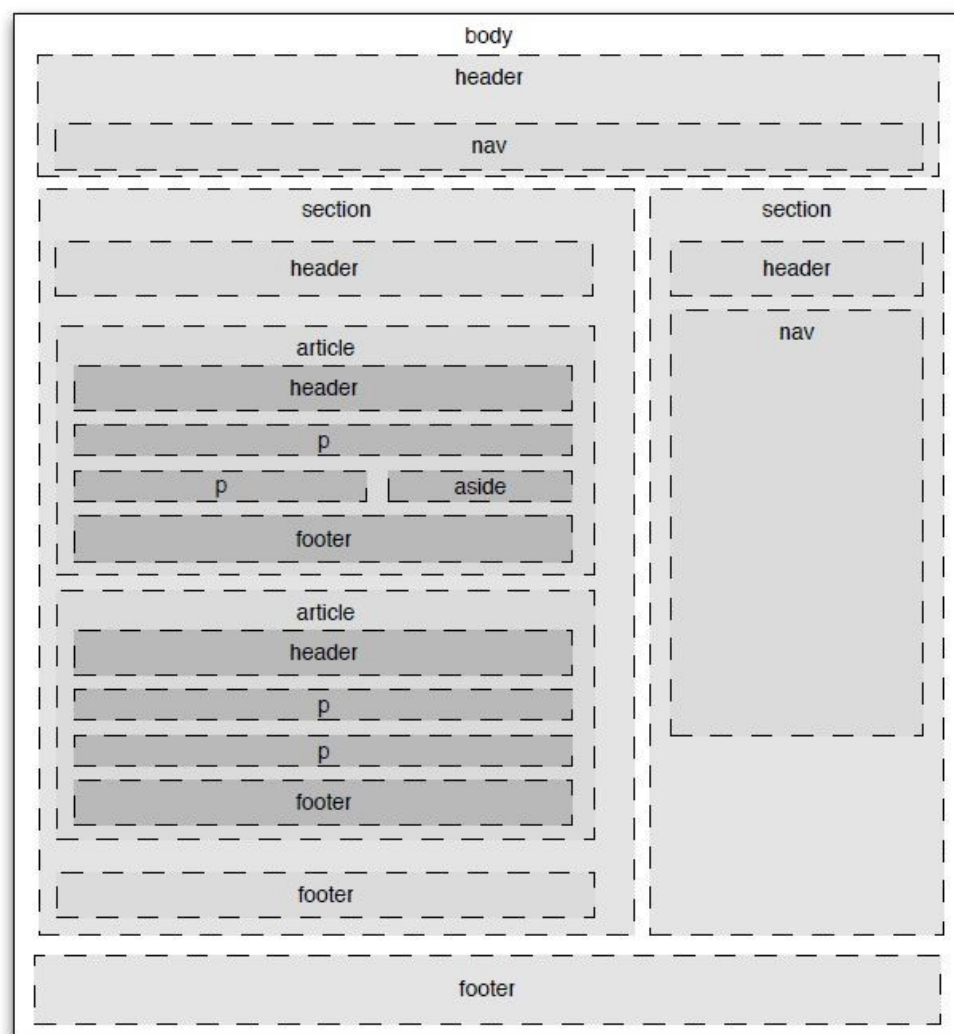 body
header
nav
section
header
article
header
p
p aside
footer
article
header
p
p
footer
footer
section
header
nav
footer